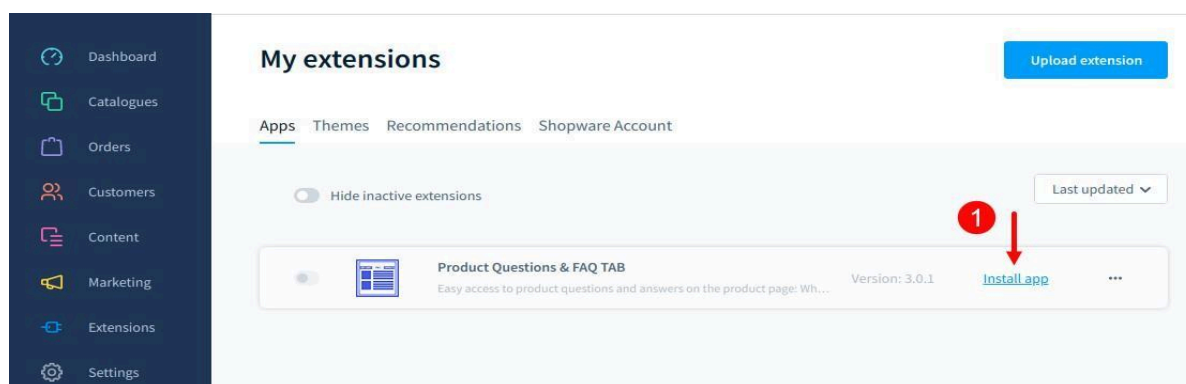 Dashboard
Catalogues
Orders
Customers
Content
Marketing
Extensions
Settings
My extensions
Upload extension
Apps Themes Recommendations Shopware Account
Hide inactive extensions
Last updated
1
Product Questions & FAQ TAB
Easy access to product questions and answers on the product page: Wh...
Version: 3.0.1
Install app
...